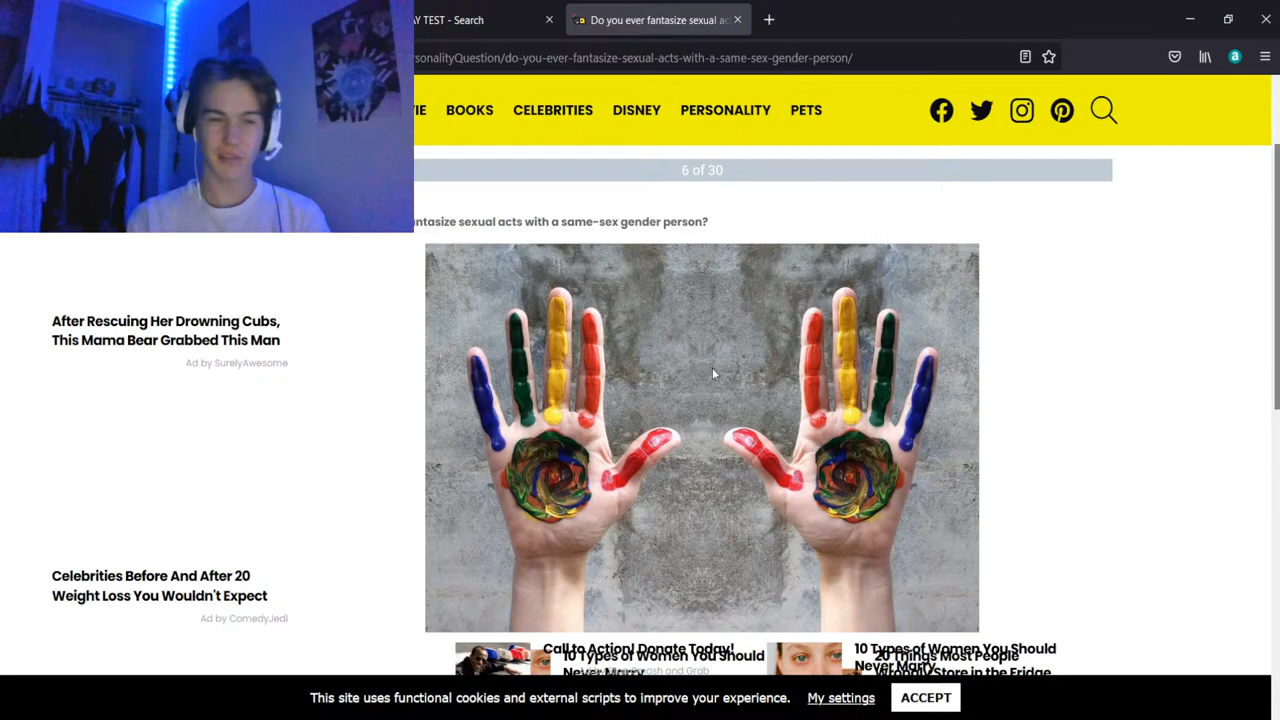 AY TEST - Search
Do you ever fantasize sexual ac
ersonalityQuestion/do-you-ever-fantasize-sexual-acts-with-a-same-sex-gender-person/
IE BOOKS CELEBRITIES DISNEY PERSONALITY PETS
6 of 30
ntasize sexual acts with a same-sex gender person?
After Rescuing Her Drowning Cubs,
This Mama Bear Grabbed This Man
Ad by SurelyAwesome
Celebrities Before And After 20
Weight Loss You Wouldn't Expect
Ad by ComedyJedi
Call to Action! Donate Today!
10 Types of Women You Should
Never Marry
10 Types of Women You Should
Never Marry
20 Things Most People
Wrongly Store in the Fridge
This site uses functional cookies and external scripts to improve your experience. My settings ACCEPT